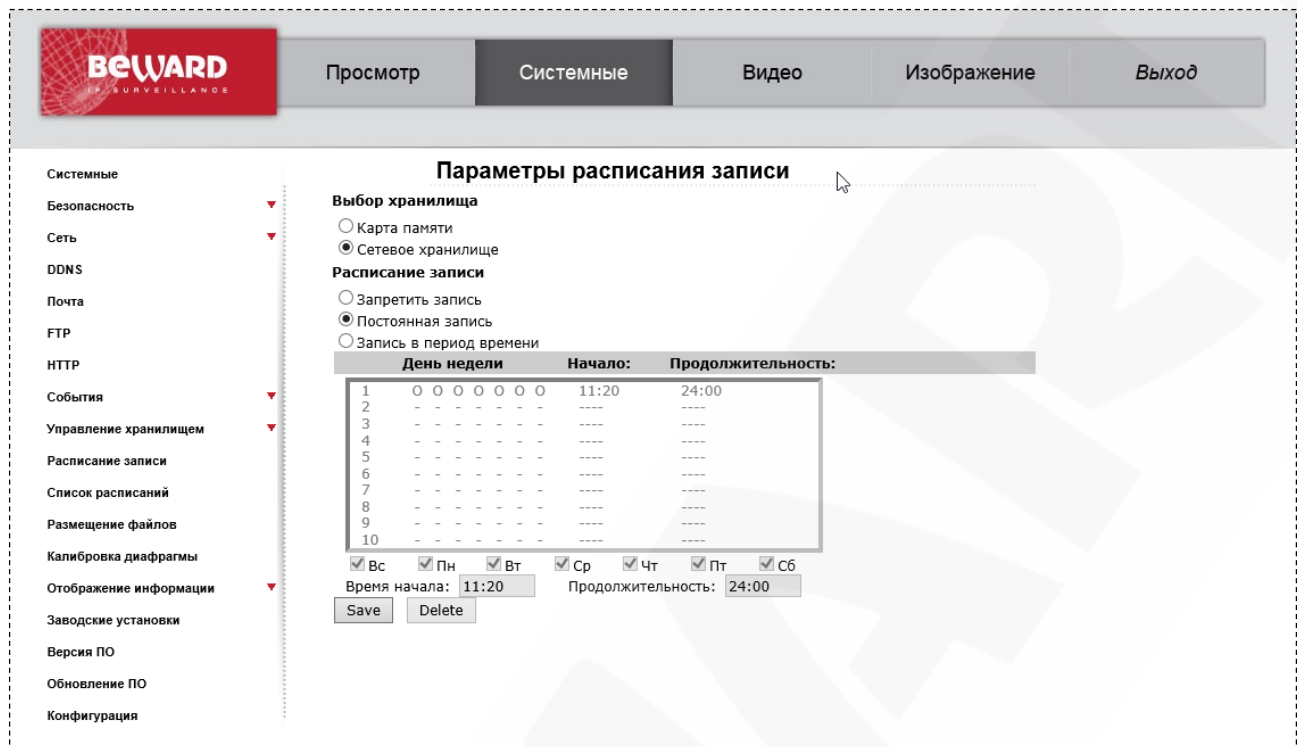 BEWARD
IP SURVEILLANCE
Просмотр Системные Видео Изображение Выход
Системные
Безопасность
Сеть
DDNS
Почта
FTP
HTTP
События
Управление хранилищем
Расписание записи
Список расписаний
Размещение файлов
Калибровка диафрагмы
Отображение информации
Заводские установки
Версия ПО
Обновление ПО
Конфигурация
Параметры расписания записи
Выбор хранилища
Карта памяти
Сетевое хранилище
Расписание записи
Запретить запись
Постоянная запись
Запись в период времени
День недели Начало: Продолжительность:
1 O O O O O O O 11:20 24:00
2 - - - - - - - ---- ----
3 - - - - - - - ---- ----
4 - - - - - - - ---- ----
5 - - - - - - - ---- ----
6 - - - - - - - ---- ----
7 - - - - - - - ---- ----
8 - - - - - - - ---- ----
9 - - - - - - - ---- ----
10 - - - - - - - ---- ----
Вс Пн Вт Ср Чт Пт Сб
Время начала: 11:20 Продолжительность: 24:00
Save Delete